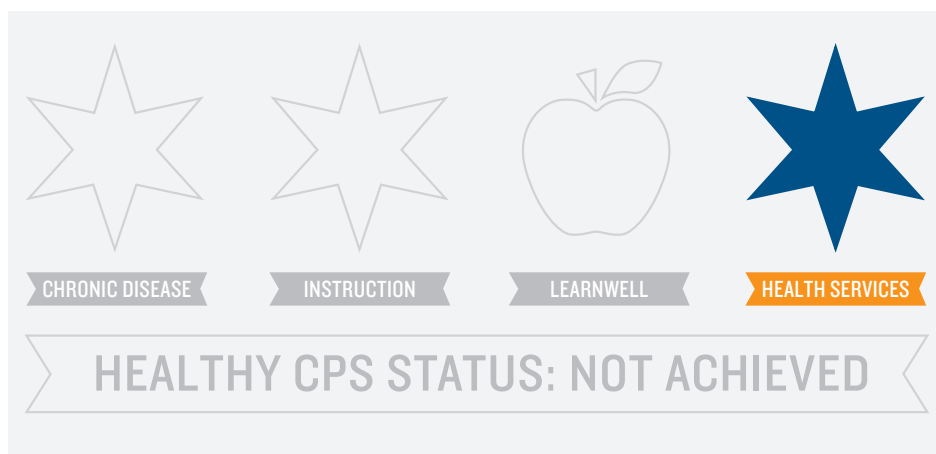 CHRONIC DISEASE
INSTRUCTION
LEARNWELL
HEALTH SERVICES
HEALTHY CPS STATUS: NOT ACHIEVED